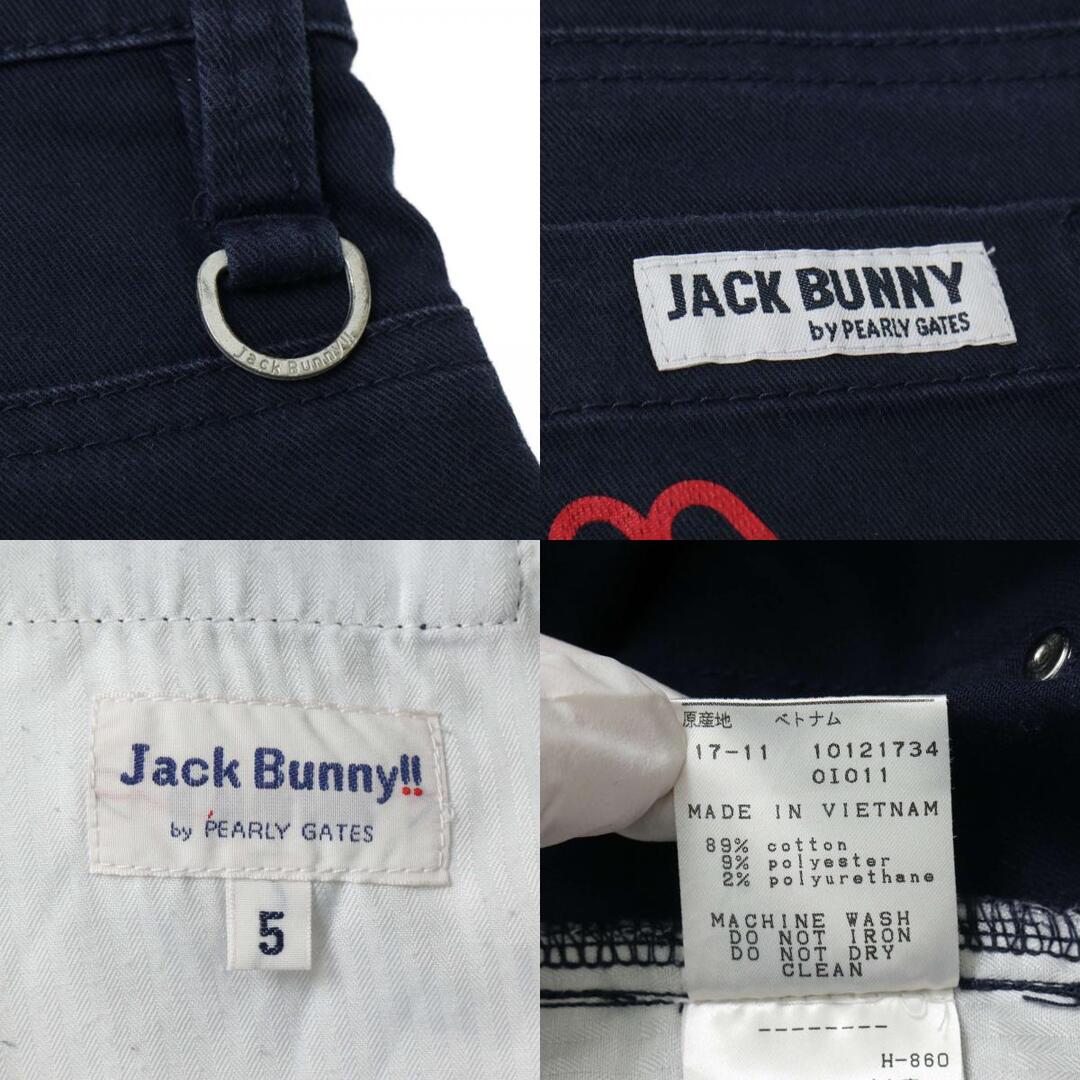 Jack Bunny!!
JACK BUNNY
by PEARLY GATES
Jack Bunny!!
by PEARLY GATES
5
原産地 ベトナム
17-11 10121734
OI011
MADE IN VIETNAM
89% cotton
9% polyester
2% polyurethane
MACHINE WASH
DO NOT IRON
DO NOT DRY
CLEAN
--------
H-860